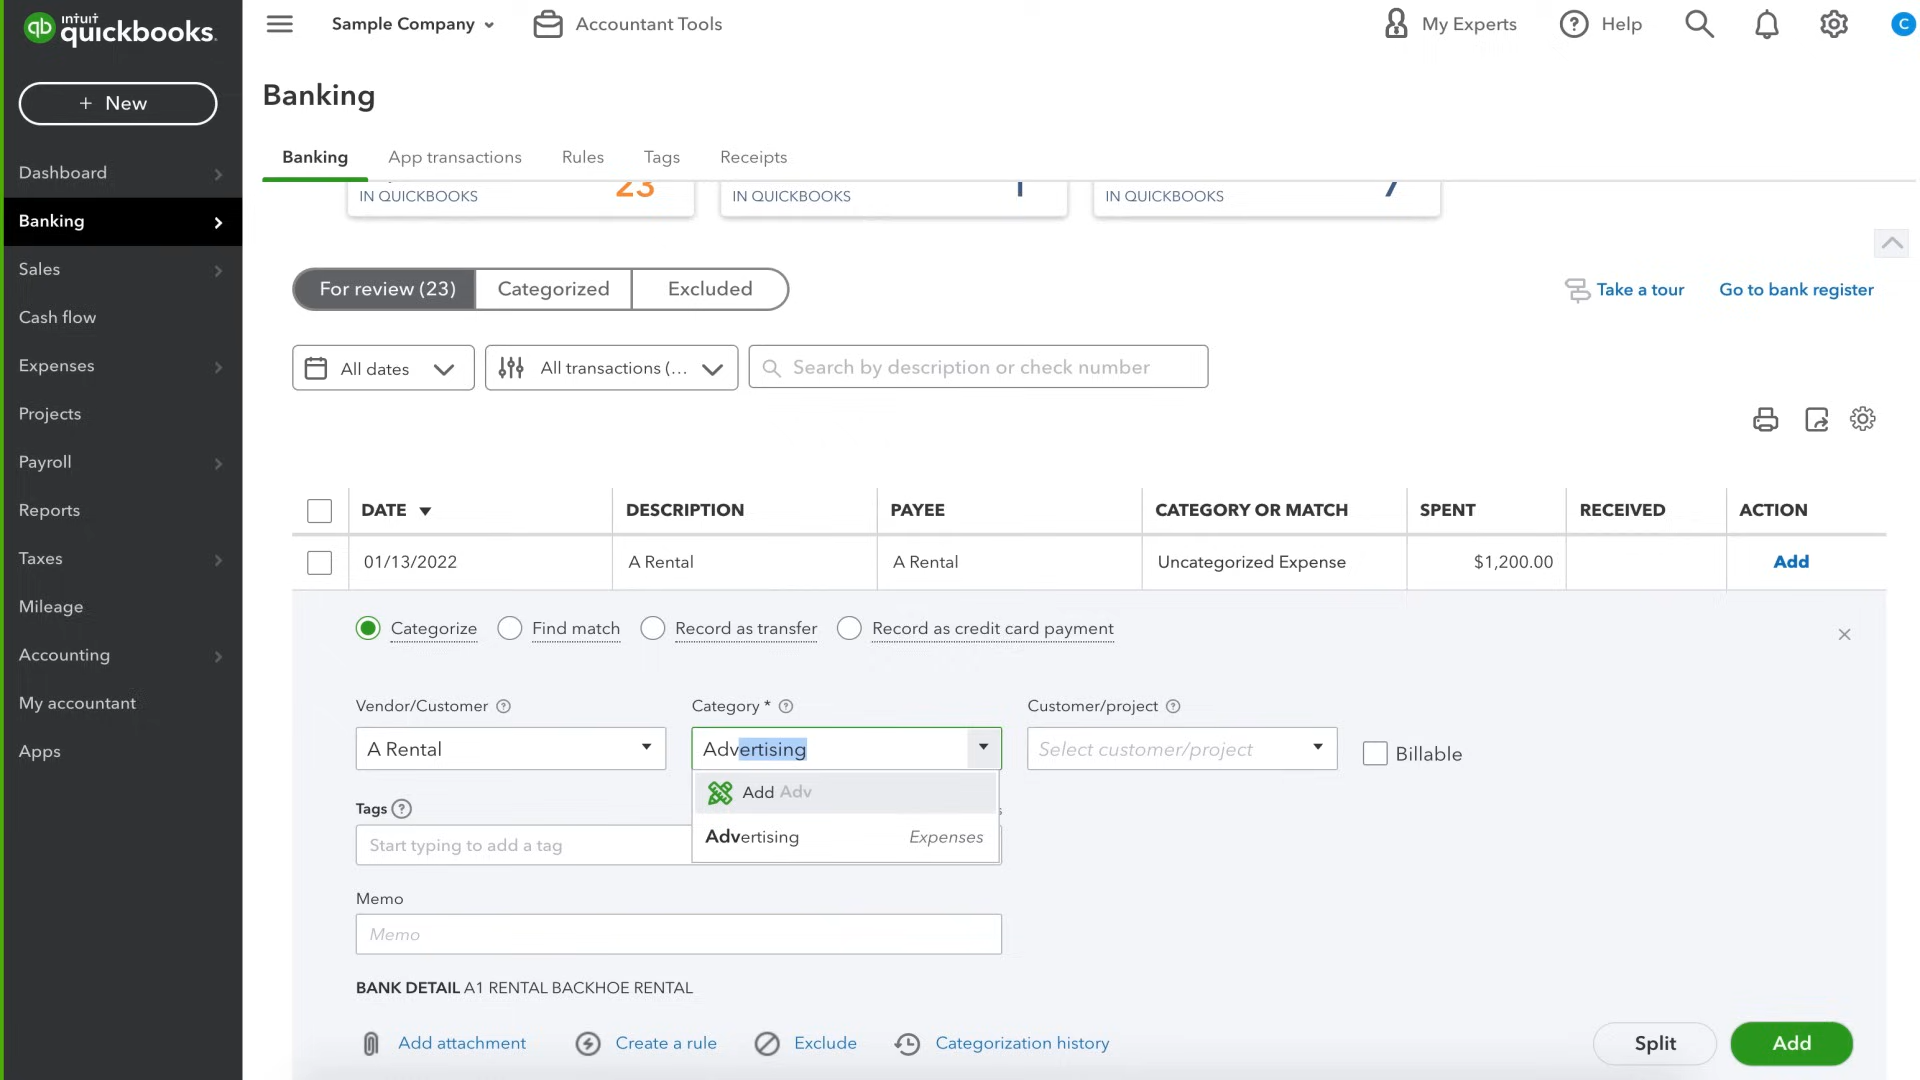 intuit
quickbooks.
Sample Company
Accountant Tools
My Experts
Help
C
+ New
Banking
Banking App transactions Rules Tags Receipts
Dashboard
Banking
Sales
Cash flow
Expenses
Projects
Payroll
Reports
Taxes
Mileage
Accounting
My accountant
Apps
IN QUICKBOOKS 23
IN QUICKBOOKS 1
IN QUICKBOOKS 7
For review (23) Categorized Excluded
Take a tour Go to bank register
All dates All transactions (... Search by description or check number
DATE DESCRIPTION PAYEE CATEGORY OR MATCH SPENT RECEIVED ACTION
01/13/2022 A Rental A Rental Uncategorized Expense $1,200.00 Add
Categorize Find match Record as transfer Record as credit card payment
Vendor/Customer Category * Customer/project
A Rental Advertising Select customer/project Billable
Add Adv
Advertising Expenses
Tags
Start typing to add a tag
Memo
Memo
BANK DETAIL A1 RENTAL BACKHOE RENTAL
Add attachment Create a rule Exclude Categorization history
Split Add